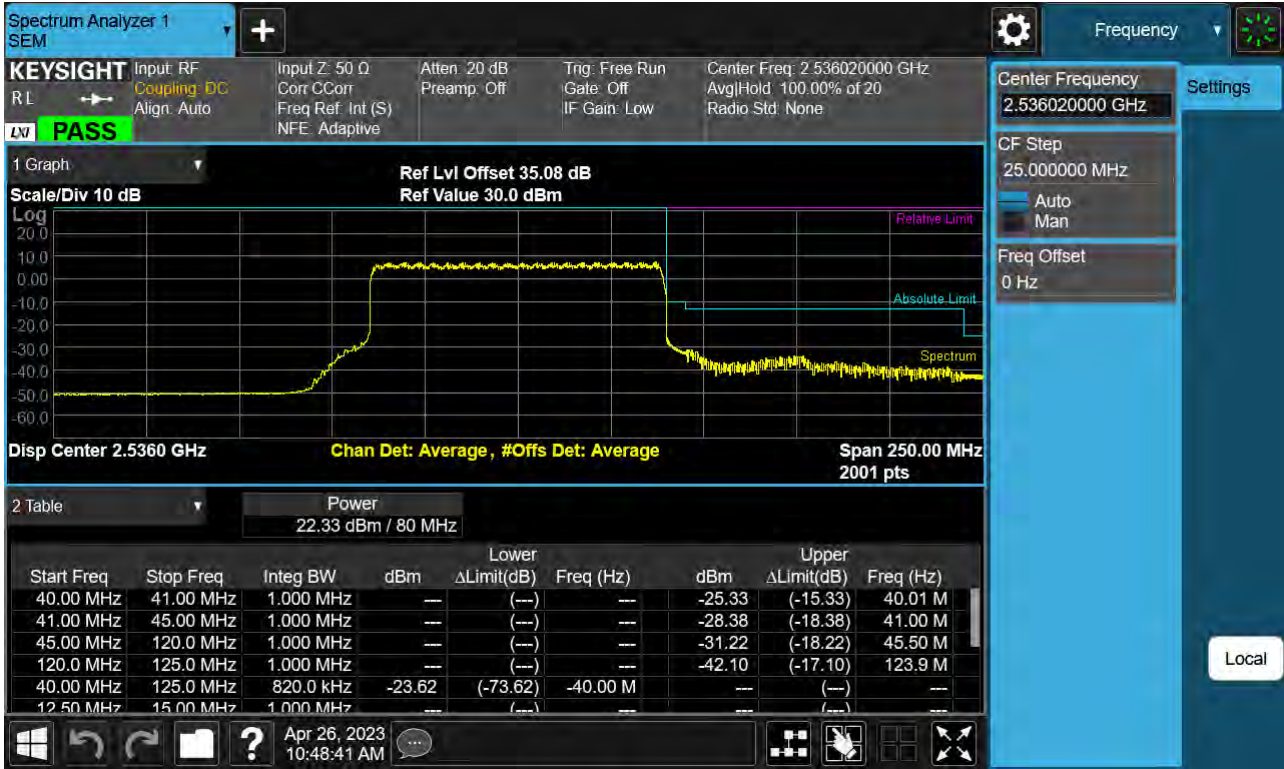 Spectrum Analyzer 1
SEM
Frequency
KEYSIGHT
RL
LXI
PASS
Input: RF
Coupling: DC
Align: Auto
Input Z: 50 Ω
Corr CCorr
Freq Ref: Int (S)
NFE: Adaptive
Atten: 20 dB
Preamp: Off
Trig: Free Run
Gate: Off
IF Gain: Low
Center Freq: 2.536020000 GHz
Avg|Hold: 100.00% of 20
Radio Std: None
Center Frequency
2.536020000 GHz
Settings
CF Step
25.000000 MHz
Auto
Man
Freq Offset
0 Hz
Local
1 Graph
Scale/Div 10 dB
Ref Lvl Offset 35.08 dB
Ref Value 30.0 dBm
Log
20.0
10.0
0.00
-10.0
-20.0
-30.0
-40.0
-50.0
-60.0
Relative Limit
Absolute Limit
Spectrum
Disp Center 2.5360 GHz
Chan Det: Average, #Offs Det: Average
Span 250.00 MHz
2001 pts
2 Table
Power
22.33 dBm / 80 MHz
Lower Upper
Start Freq Stop Freq Integ BW dBm ΔLimit(dB) Freq (Hz) dBm ΔLimit(dB) Freq (Hz)
40.00 MHz 41.00 MHz 1.000 MHz --- (---) --- -25.33 (-15.33) 40.01 M
41.00 MHz 45.00 MHz 1.000 MHz --- (---) --- -28.38 (-18.38) 41.00 M
45.00 MHz 120.0 MHz 1.000 MHz --- (---) --- -31.22 (-18.22) 45.50 M
120.0 MHz 125.0 MHz 1.000 MHz --- (---) --- -42.10 (-17.10) 123.9 M
40.00 MHz 125.0 MHz 820.0 kHz -23.62 (-73.62) -40.00 M --- (---) ---
12.50 MHz 15.00 MHz 1.000 MHz --- (---) --- --- (---) ---
Apr 26, 2023
10:48:41 AM